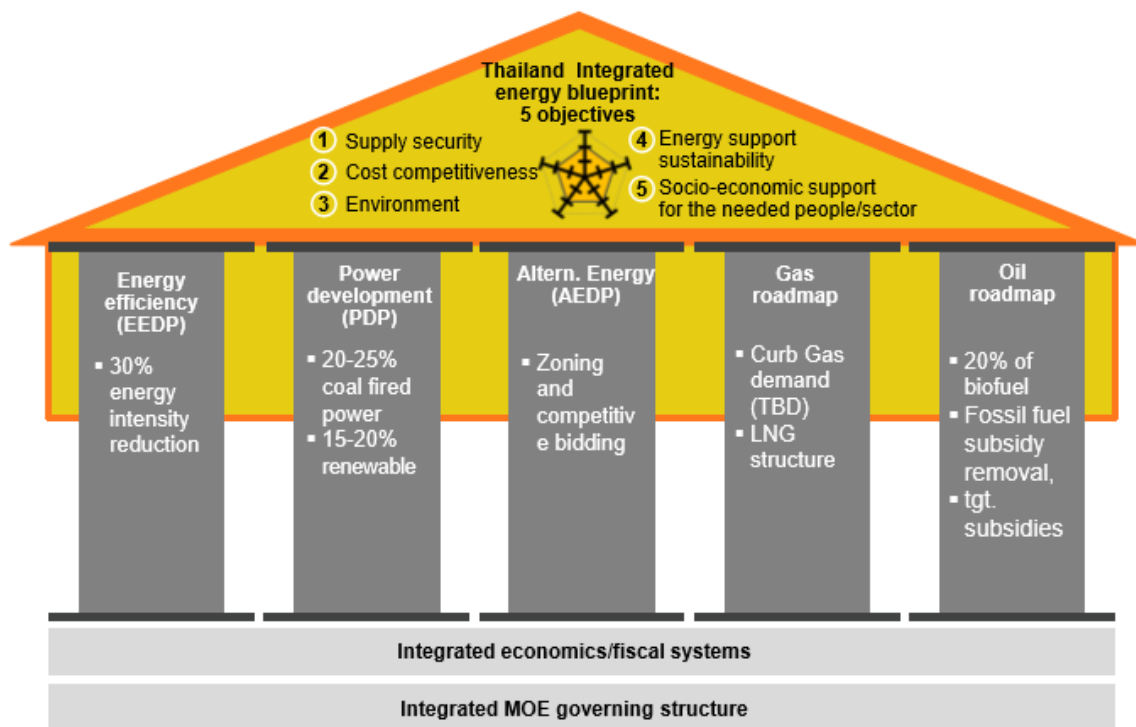 Thailand Integrated
energy blueprint:
5 objectives
1 Supply security
2 Cost competitiveness
3 Environment
4 Energy support
sustainability
5 Socio-economic support
for the needed people/sector
Energy
efficiency
(EEDP)
▪ 30%
energy
intensity
reduction
Power
development
(PDP)
▪ 20-25%
coal fired
power
▪ 15-20%
renewable
Altern. Energy
(AEDP)
▪ Zoning
and
competitiv
e bidding
Gas
roadmap
▪ Curb Gas
demand
(TBD)
▪ LNG
structure
Oil
roadmap
▪ 20% of
biofuel
▪ Fossil fuel
subsidy
removal,
▪ tgt.
subsidies
Integrated economics/fiscal systems
Integrated MOE governing structure